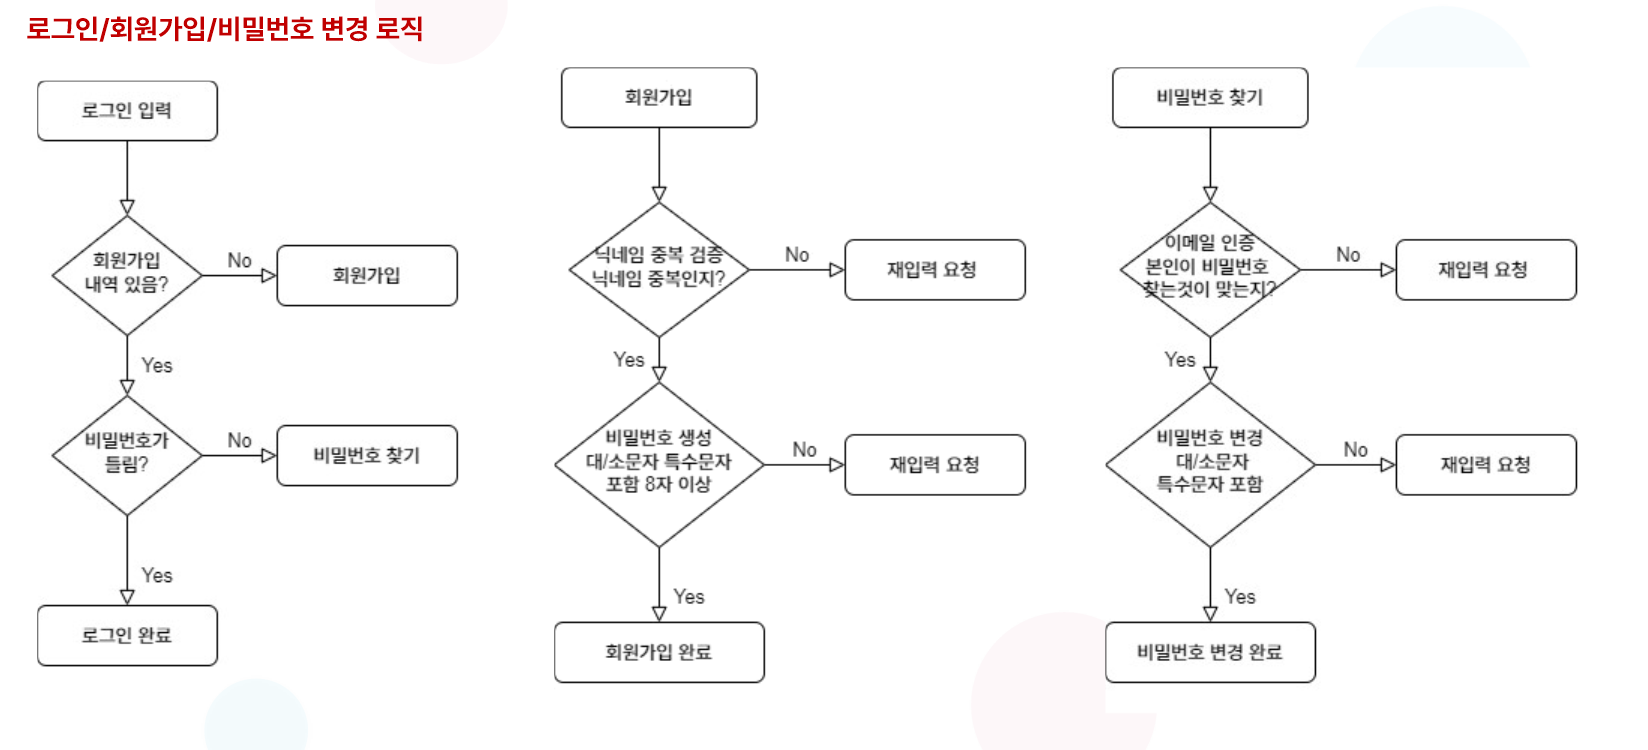 로그인/회원가입/비밀번호 변경 로직
로그인 입력
회원가입
내역 있음?
No
회원가입
Yes
비밀번호가
틀림?
No
비밀번호 찾기
Yes
로그인 완료
회원가입
닉네임 중복 검증
닉네임 중복인지?
No
재입력 요청
Yes
비밀번호 생성
대/소문자 특수문자
포함 8자 이상
No
재입력 요청
Yes
회원가입 완료
비밀번호 찾기
이메일 인증
본인이 비밀번호
찾는것이 맞는지?
No
재입력 요청
Yes
비밀번호 변경
대/소문자
특수문자 포함
No
재입력 요청
Yes
비밀번호 변경 완료